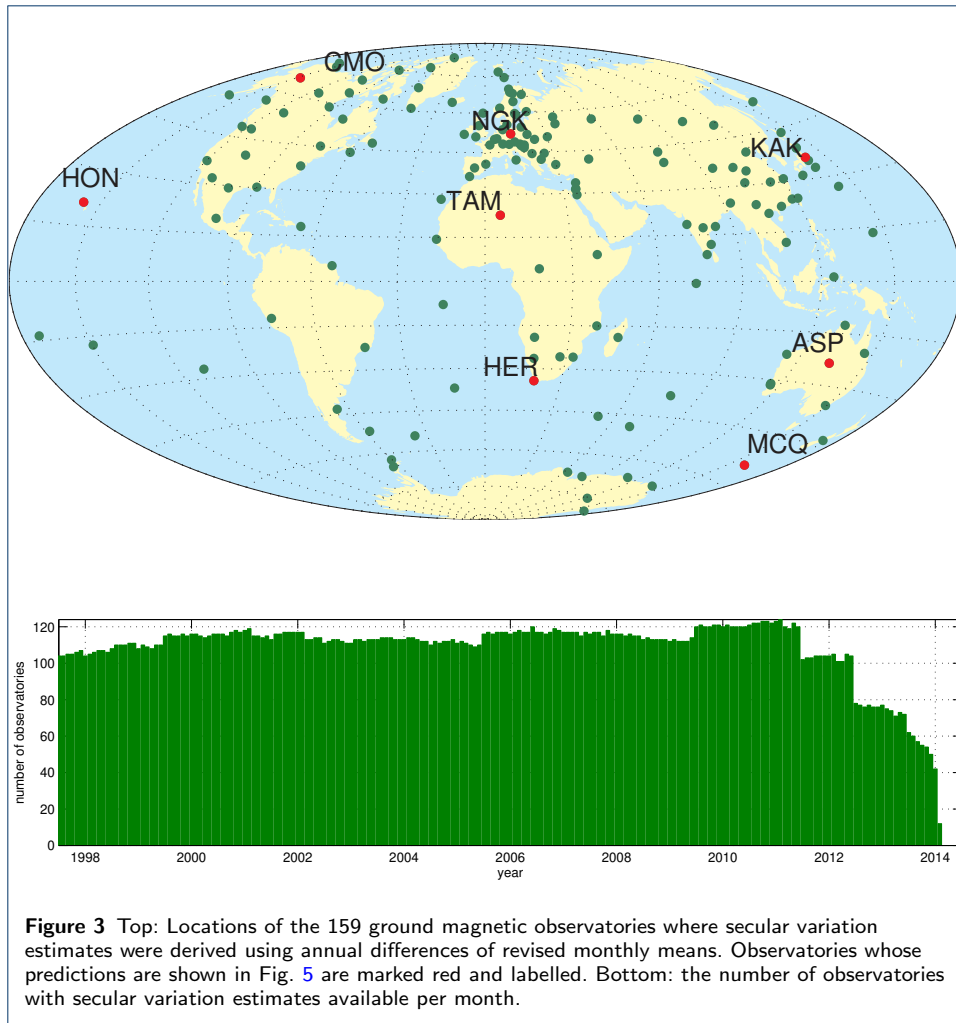 CMO
NGK
KAK
HON
TAM
ASP
HER
MCQ
120
100
80
60
40
20
0
number of observatories
1998 2000 2002 2004 2006 2008 2010 2012 2014
year
Figure 3 Top: Locations of the 159 ground magnetic observatories where secular variation
estimates were derived using annual differences of revised monthly means. Observatories whose
predictions are shown in Fig. 5 are marked red and labelled. Bottom: the number of observatories
with secular variation estimates available per month.